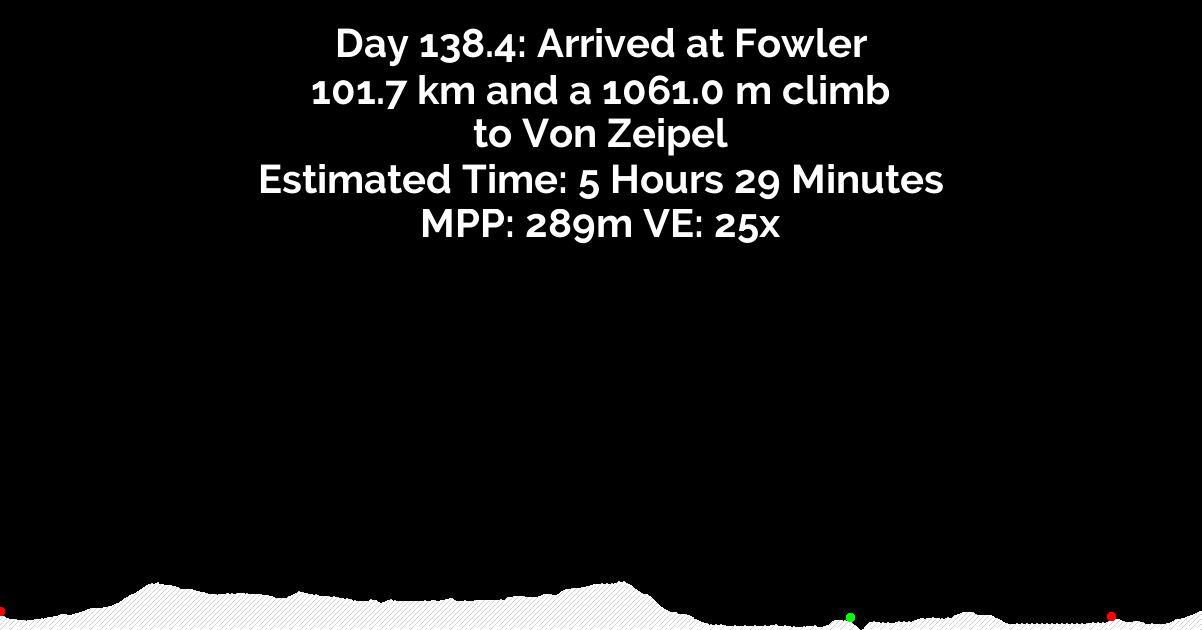 Day 138.4: Arrived at Fowler
101.7 km and a 1061.0 m climb
to Von Zeipel
Estimated Time: 5 Hours 29 Minutes
MPP: 289m VE: 25x